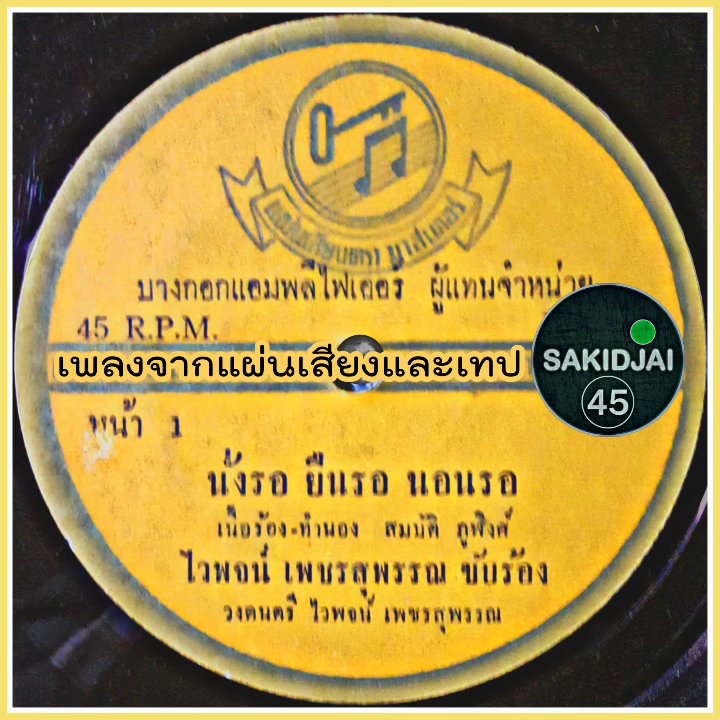 บางกอกแอมพลีไฟเออร์ ผู้แทนจำหน่าย
45 R.P.M.
เพลงจากแผ่นเสียงและเทป
SAKIDJAI
45
หน้า 1
นั่งรอ ยืนรอ นอนรอ
เนื้อร้อง-ทำนอง สมบัติ ภูพิงค์
ไวพจน์ เพชรสุพรรณ ขับร้อง
วงดนตรี ไวพจน์ เพชรสุพรรณ